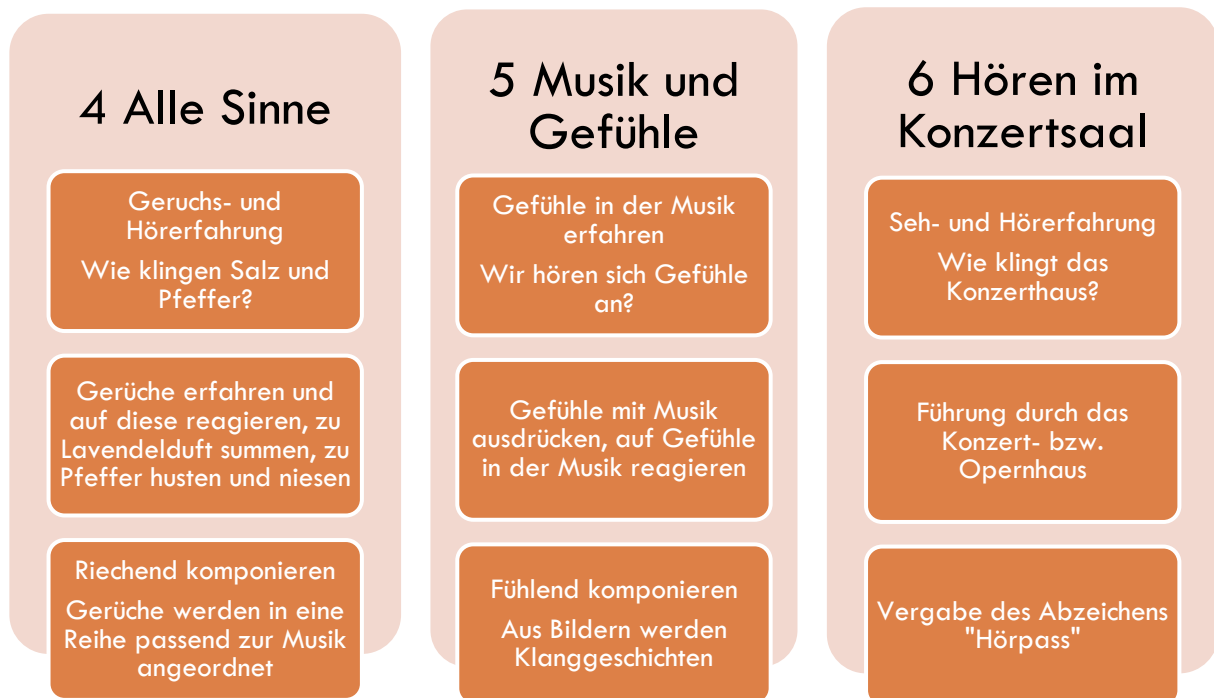 4 Alle Sinne
Geruchs- und
Hörerfahrung
Wie klingen Salz und
Pfeffer?
Gerüche erfahren und
auf diese reagieren, zu
Lavendelduft summen, zu
Pfeffer husten und niesen
Riechend komponieren
Gerüche werden in eine
Reihe passend zur Musik
angeordnet
5 Musik und
Gefühle
Gefühle in der Musik
erfahren
Wir hören sich Gefühle
an?
Gefühle mit Musik
ausdrücken, auf Gefühle
in der Musik reagieren
Fühlend komponieren
Aus Bildern werden
Klanggeschichten
6 Hören im
Konzertsaal
Seh- und Hörerfahrung
Wie klingt das
Konzerthaus?
Führung durch das
Konzert- bzw.
Opernhaus
Vergabe des Abzeichens
"Hörpass"